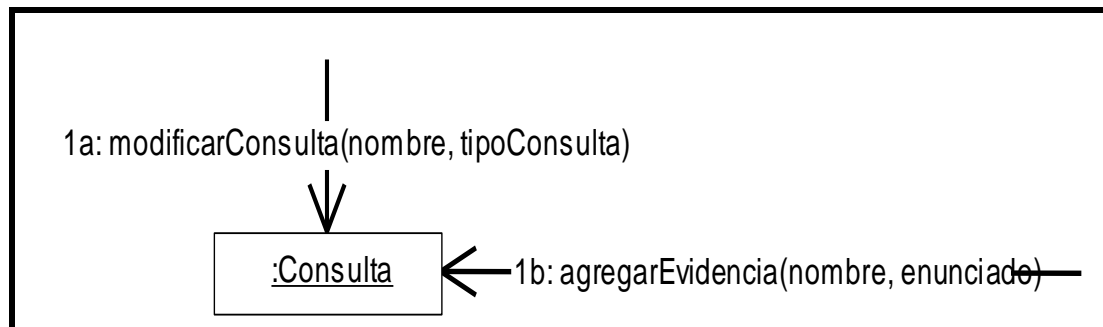 1a: modificarConsulta(nombre, tipoConsulta)
:Consulta
1b: agregarEvidencia(nombre, enunciado)